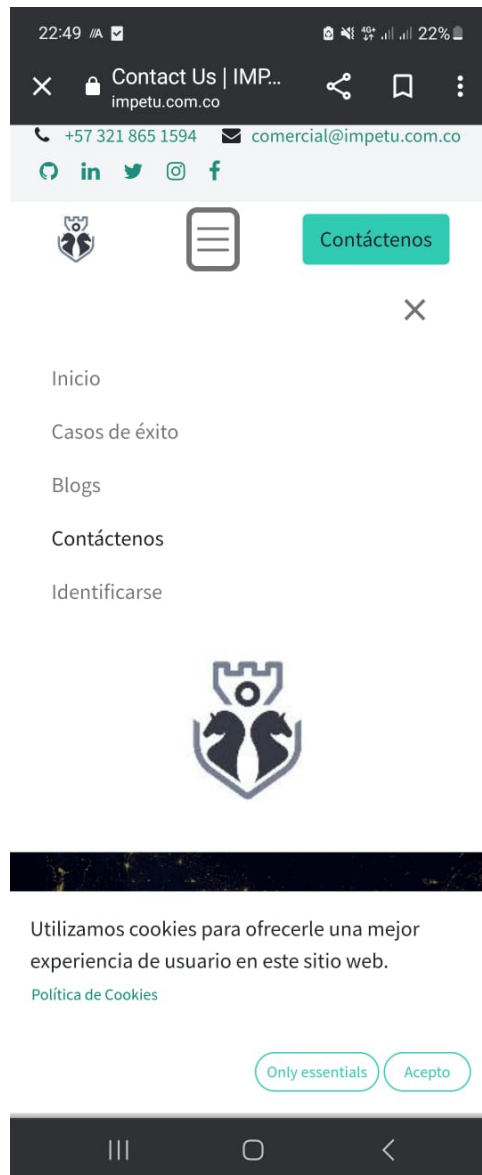 22:49 22%
Contact Us | IMP...
impetu.com.co
+57 321 865 1594 comercial@impetu.com.co
Contáctenos
Inicio
Casos de éxito
Blogs
Contáctenos
Identificarse
Utilizamos cookies para ofrecerle una mejor
experiencia de usuario en este sitio web.
Política de Cookies
Only essentials Acepto